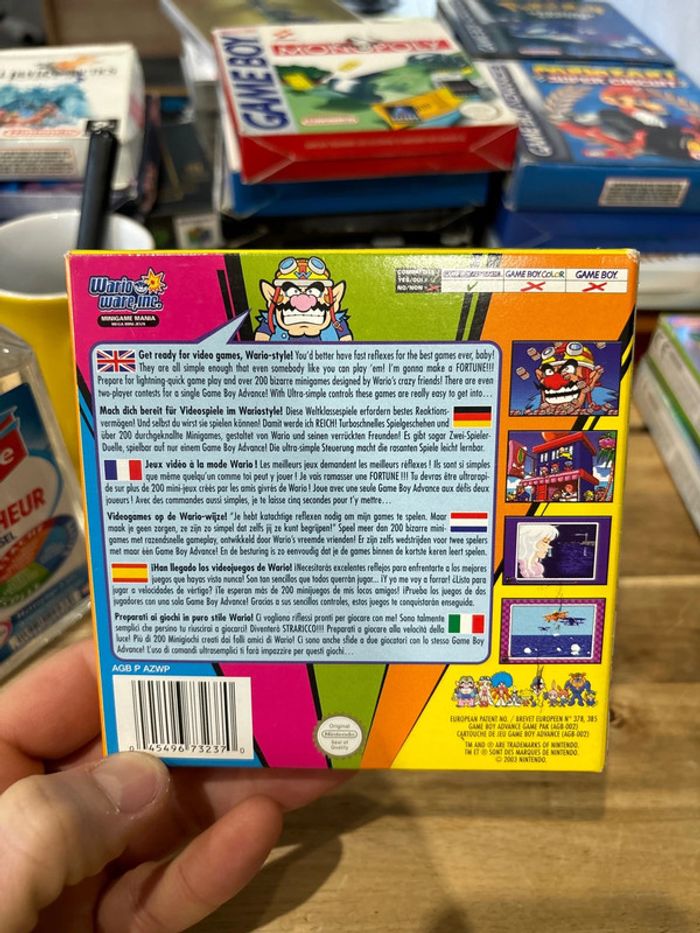 GAME BOY
MONOPOLY
GAME BOY ADVANCE
Wario
ware,inc.
MINIGAME MANIA
MEGA MINI-JEUX
COMPATIBLE
YES/OUI
NO/NON
GAME BOY ADVANCE
GAME BOY COLOR
GAME BOY
Get ready for video games, Wario-style! You'd better have fast reflexes for the best games ever, baby!
They are all simple enough that even somebody like you can play 'em! I'm gonna make a FORTUNE!!!
Prepare for lightning-quick game play and over 200 bizarre minigames designed by Wario's crazy friends! There are even
two-player contests for a single Game Boy Advance! With Ultra-simple controls these games are really easy to get into...
Mach dich bereit für Videospiele im Wariostyle! Diese Weltklassespiele erfordern bestes Reaktions-
vermögen! Und selbst du wirst sie spielen können! Damit werde ich REICH! Turboschnelles Spielgeschehen und
über 200 durchgeknallte Minigames, gestaltet von Wario und seinen verrückten Freunden! Es gibt sogar Zwei-Spieler-
Duelle, spielbar auf nur einem Game Boy Advance! Die ultra-simple Steuerung macht die rasanten Spiele leicht lernbar.
Jeux vidéo à la mode Wario ! Les meilleurs jeux demandent les meilleurs réflexes ! Ils sont si simples
que même quelqu'un comme toi peut y jouer ! Je vais ramasser une FORTUNE !!! Tu devras être ultrarapi-
de sur plus de 200 mini-jeux créés par les amis givrés de Wario ! Joue avec une seule Game Boy Advance aux défis deux
joueurs ! Avec des commandes aussi simples, je te laisse cinq secondes pour t'y mettre...
Videogames op de Wario-wijze! "Je hebt katachtige reflexen nodig om mijn games te spelen. Maar
maak je geen zorgen, ze zijn zo simpel dat zelfs jij ze kunt begrijpen!" Speel meer dan 200 bizarre mini-
games met razendsnelle gameplay, ontwikkeld door Wario's vreemde vrienden! Er zijn zelfs wedstrijden voor twee spelers
met maar één Game Boy Advance! En de besturing is zo eenvoudig dat je de games binnen de kortste keren leert spelen.
¡Han llegado los videojuegos de Wario! ¡Necesitarás excelentes reflejos para enfrentarte a los mejores
juegos que hayas visto nunca! Son tan sencillos que todos querrán jugar... ¡Y yo me voy a forrar! ¿Listo para
jugar a velocidades de vértigo? ¡Te esperan más de 200 minijuegos de mis locos amigos! ¡Prueba los juegos de dos
jugadores con una sola Game Boy Advance! Gracias a sus sencillos controles, estos juegos te conquistarán enseguida.
Preparati ai giochi in puro stile Wario! Ci vogliono riflessi pronti per giocare con me! Sono talmente
semplici che persino tu riuscirai a giocarci! Diventerò STRARICCO!!! Preparati a giocare alla velocità della
luce! Più di 200 Minigiochi creati dai folli amici di Wario! Ci sono anche sfide a due giocatori con lo stesso Game Boy
Advance! L'uso di comandi ultrasemplici ti farà impazzire per questi giochi...
AGB P AZWP
0 45496 73237 0
Original
Nintendo
Seal of
Quality
EUROPEAN PATENT NO. / BREVET EUROPEEN N° 378, 385
GAME BOY ADVANCE GAME PAK (AGB-002)
CARTOUCHE DE JEU GAME BOY ADVANCE (AGB-002)
TM AND ® ARE TRADEMARKS OF NINTENDO.
TM ET ® SONT DES MARQUES DE NINTENDO.
© 2003 NINTENDO.